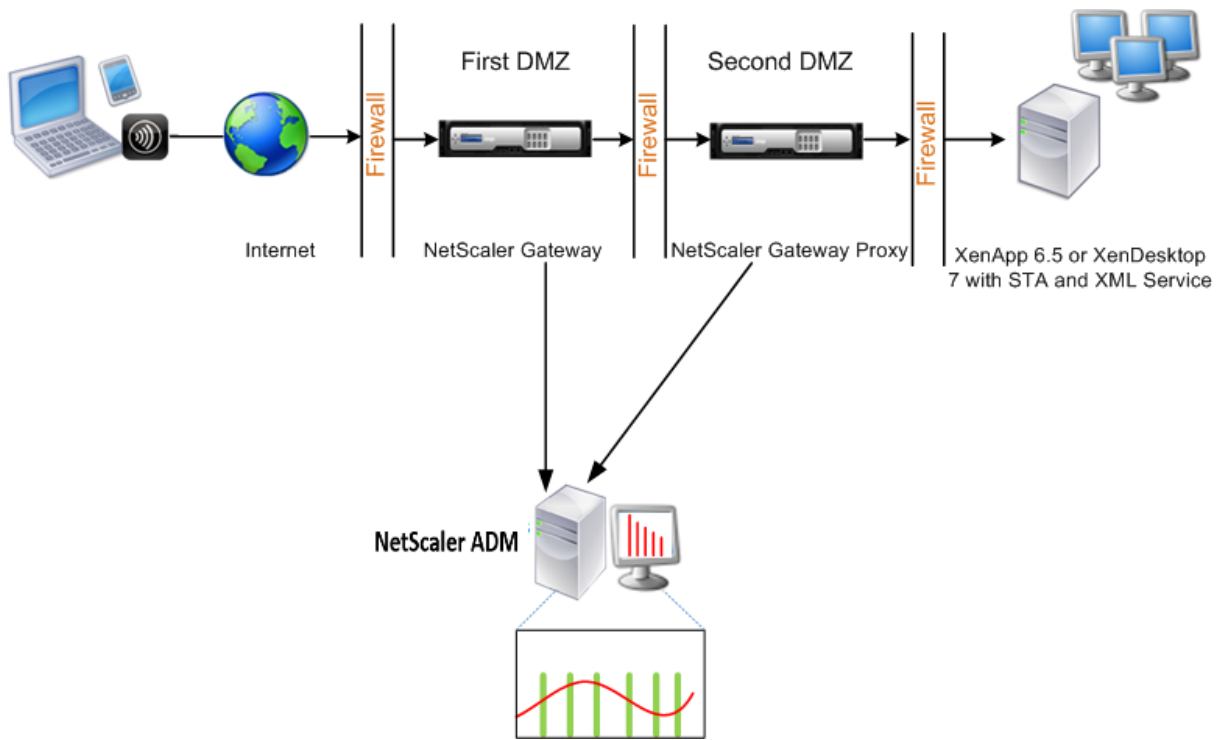 First DMZ
Second DMZ
Firewall
Firewall
Firewall
Internet
NetScaler Gateway
NetScaler Gateway Proxy
XenApp 6.5 or XenDesktop
7 with STA and XML Service
NetScaler ADM